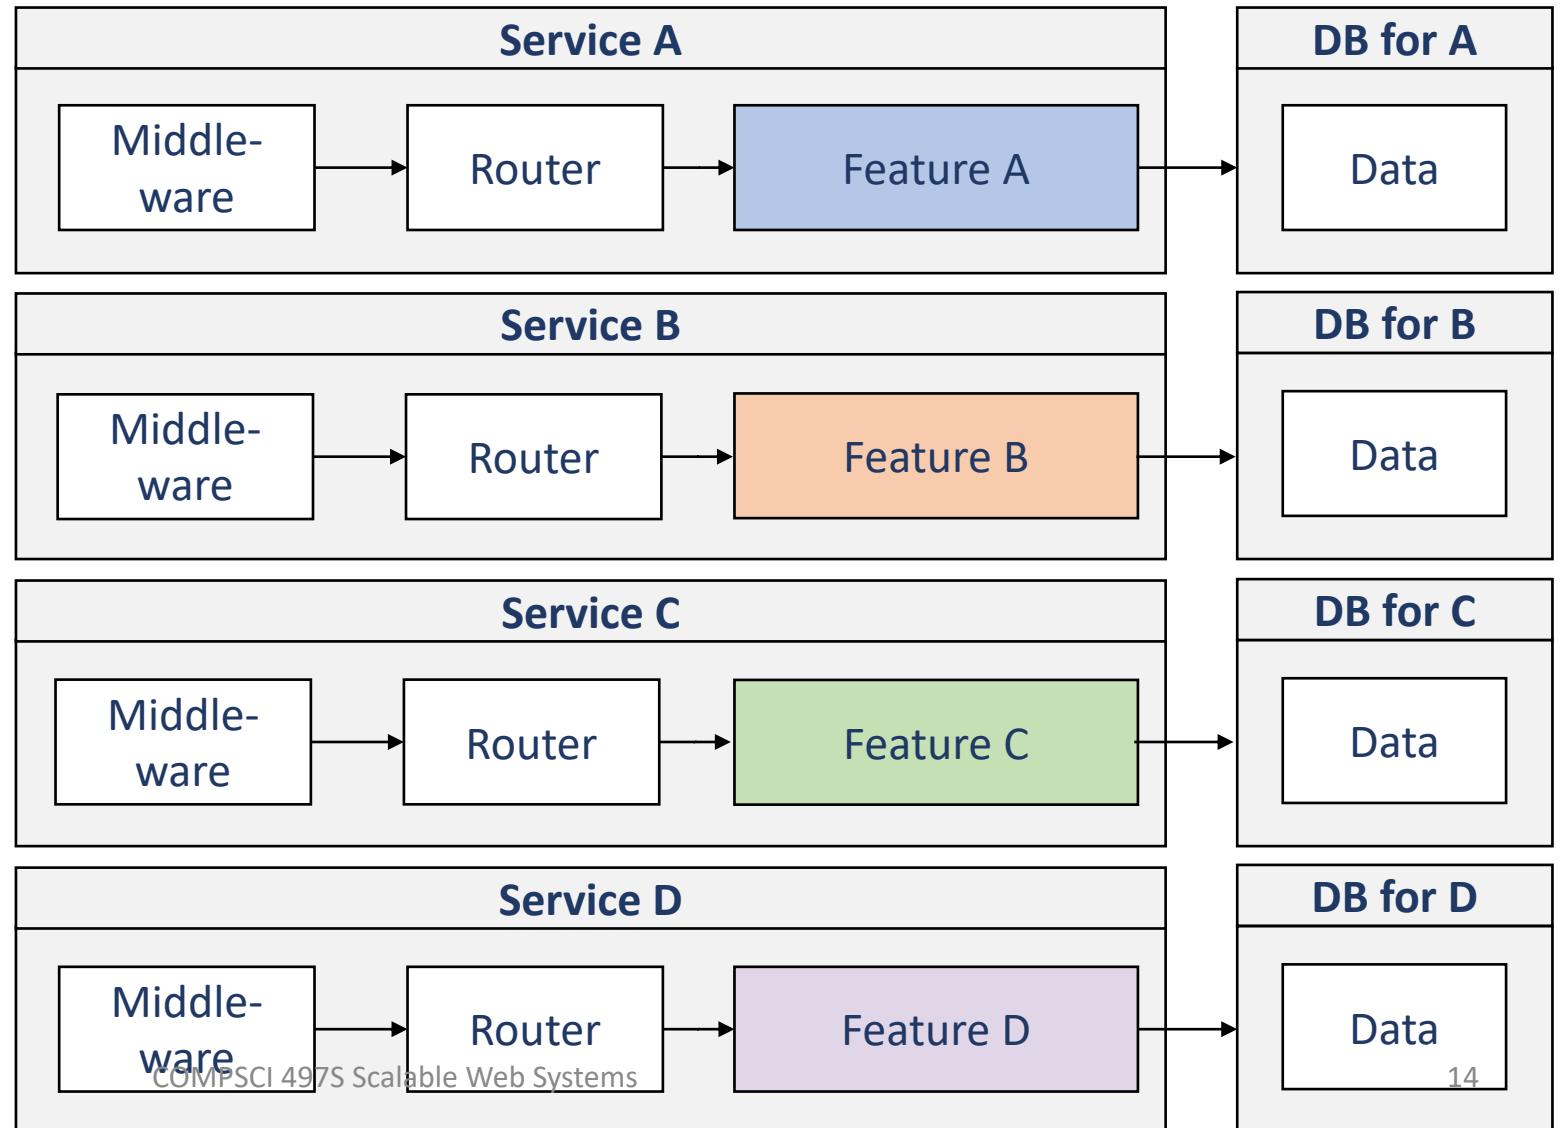 Service A
DB for A
Middle-
ware
Router
Feature A
Data
Service B
DB for B
Middle-
ware
Router
Feature B
Data
Service C
DB for C
Middle-
ware
Router
Feature C
Data
Service D
DB for D
Middle-
ware
Router
Feature D
Data
COMPSCI 497S Scalable Web Systems
14